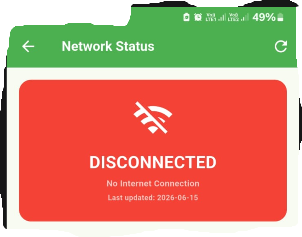 49%
Network Status
DISCONNECTED
No Internet Connection
Last updated: 2026-06-15